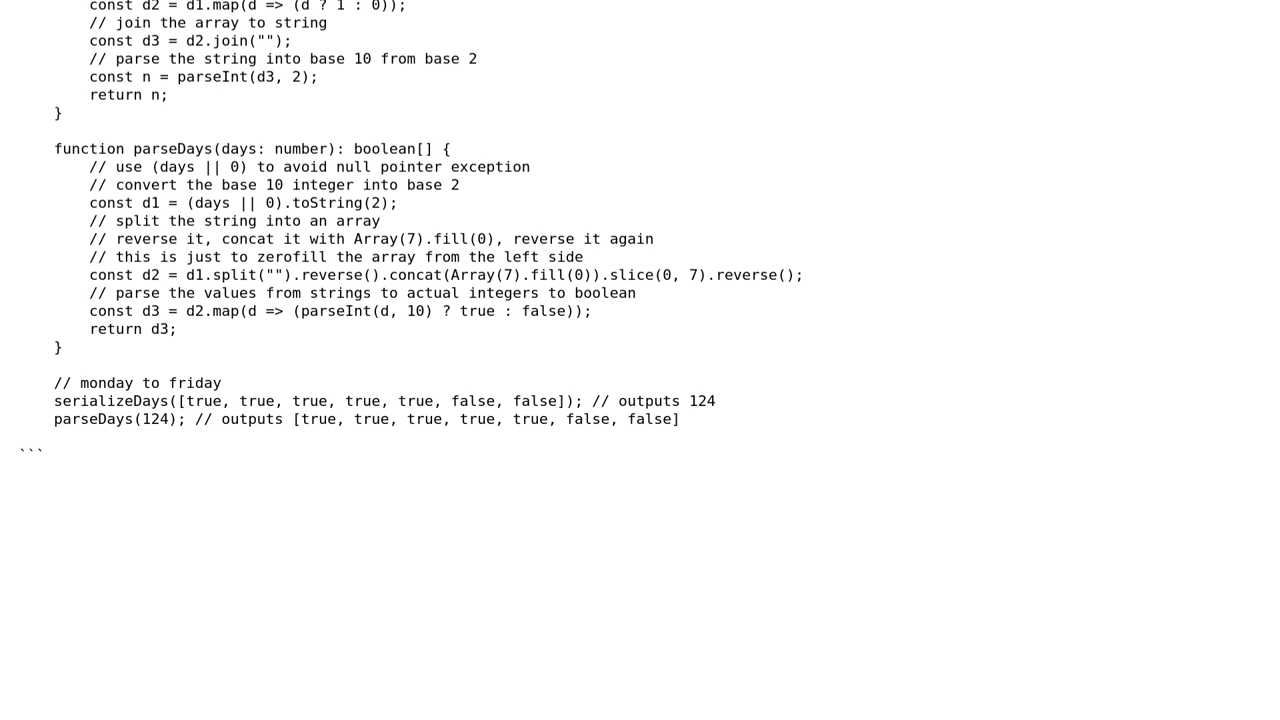 const d2 = d1.map(d => (d ? 1 : 0));
// join the array to string
const d3 = d2.join("");
// parse the string into base 10 from base 2
const n = parseInt(d3, 2);
return n;
}
function parseDays(days: number): boolean[] {
// use (days || 0) to avoid null pointer exception
// convert the base 10 integer into base 2
const d1 = (days || 0).toString(2);
// split the string into an array
// reverse it, concat it with Array(7).fill(0), reverse it again
// this is just to zerofill the array from the left side
const d2 = d1.split("").reverse().concat(Array(7).fill(0)).slice(0, 7).reverse();
// parse the values from strings to actual integers to boolean
const d3 = d2.map(d => (parseInt(d, 10) ? true : false));
return d3;
}
// monday to friday
serializeDays([true, true, true, true, true, false, false]); // outputs 124
parseDays(124); // outputs [true, true, true, true, true, false, false]
```